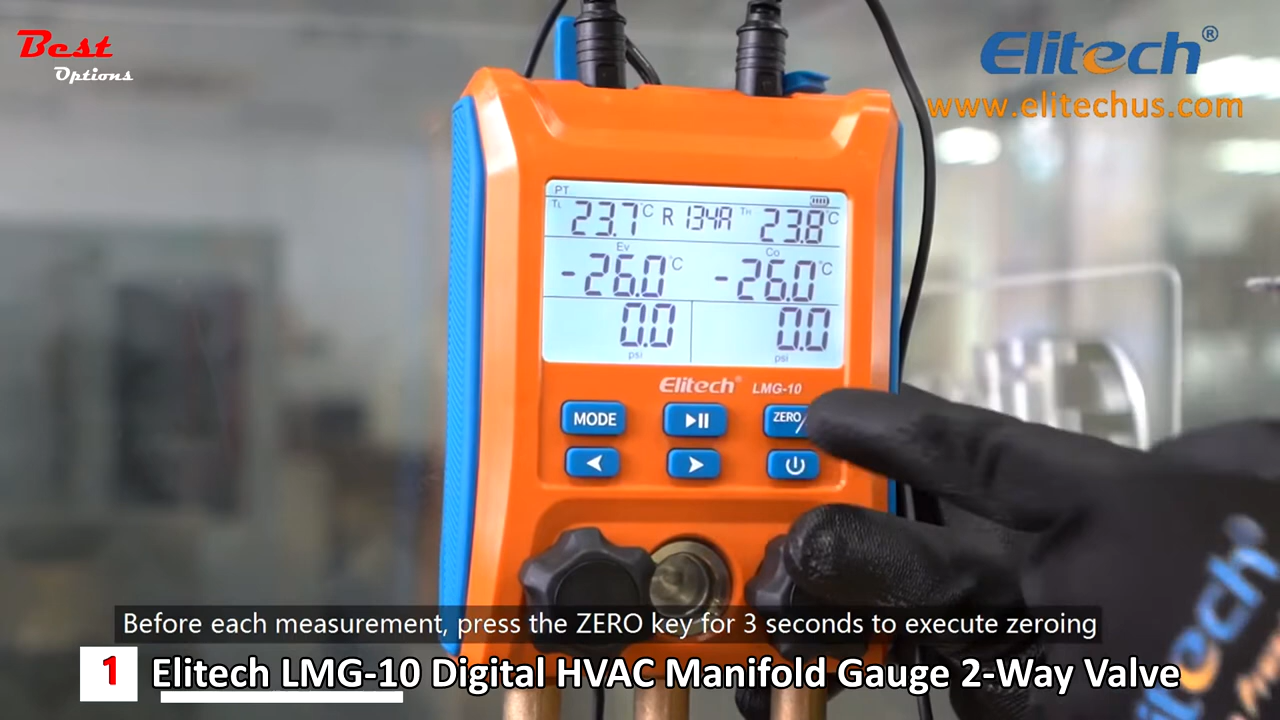 Best
Options
Elitech®
www.elitechus.com
PT
TL 23.7°C R 134A TH 23.8°C
Ev Co
-26.0°C -26.0°C
0.0 0.0
psi psi
Elitech® LMG-10
MODE ZERO/
Elitech
Before each measurement, press the ZERO key for 3 seconds to execute zeroing
1 Elitech LMG-10 Digital HVAC Manifold Gauge 2-Way Valve